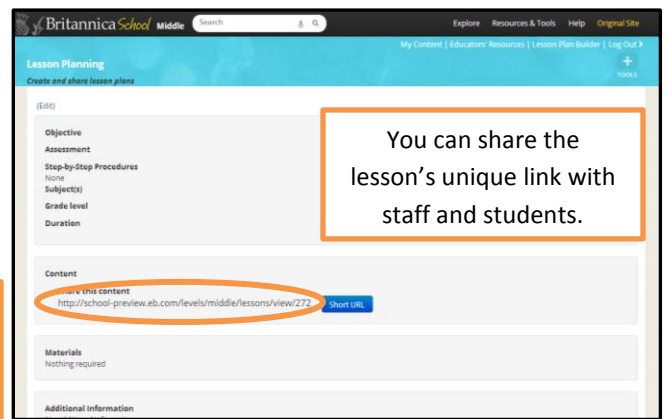 Britannica School Middle Search Explore Resources & Tools Help Original Site
My Content | Educators' Resources | Lesson Plan Builder | Log Out >
Lesson Planning
TOOLS
Create and share lesson plans
(Edit)
Objective
Assessment
Step-by-Step Procedures
None
Subject(s)
Grade level
Duration
You can share the
lesson's unique link with
staff and students.
Content
this content
http://school-preview.eb.com/levels/middle/lessons/view/272 Short URL
Materials
Nothing required
Additional Information